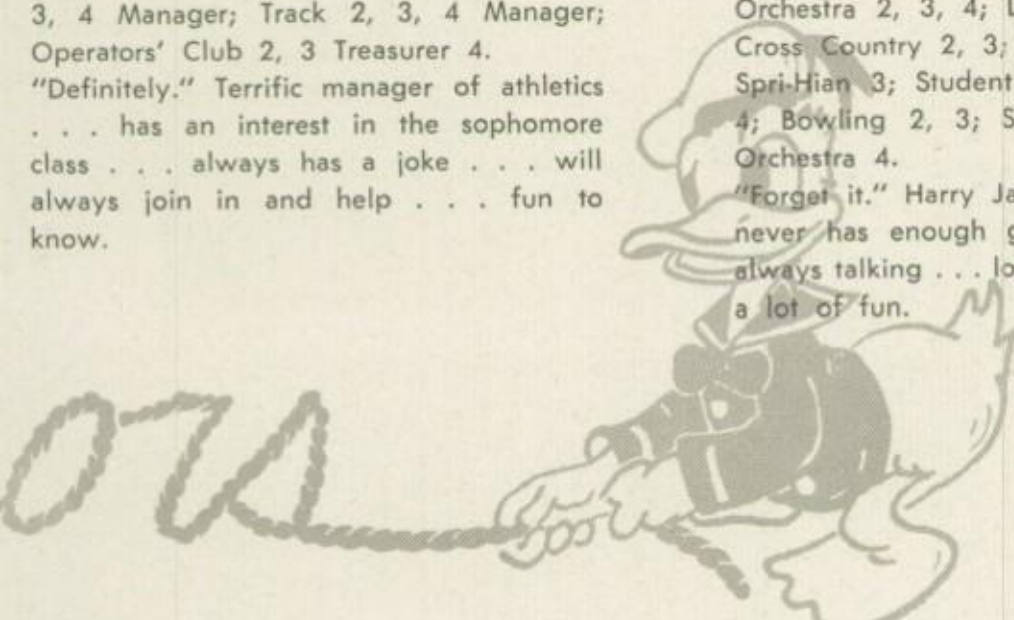 3, 4 Manager; Track 2, 3, 4 Manager;
Operators' Club 2, 3 Treasurer 4.
"Definitely." Terrific manager of athletics
. . . has an interest in the sophomore
class . . . always has a joke . . . will
always join in and help . . . fun to
know.
Orchestra 2, 3, 4;
Cross Country 2, 3;
Spri-Hian 3; Student
4; Bowling 2, 3;
Orchestra 4.
"Forget it." Harry
never has enough
always talking . . .
a lot of fun.
ors